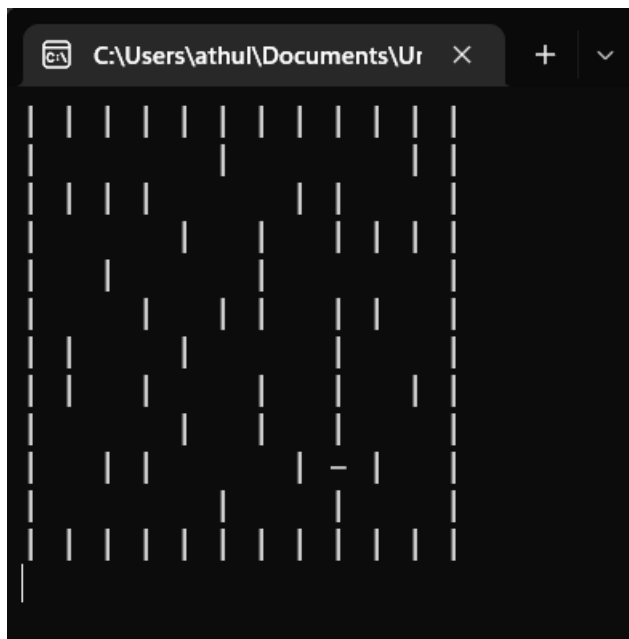 C:\Users\athul\Documents\Ur
| | | | | | | | | | | |
|         |         | |
| | | |       | |     |
|       |   |   | | | |
|   |       |         |
|     |   | |   | |   |
| |     |       |     |
| |   |     |   |   | |
|       |   |   |     |
|   | |       | – |   |
|         |     |     |
| | | | | | | | | | | |